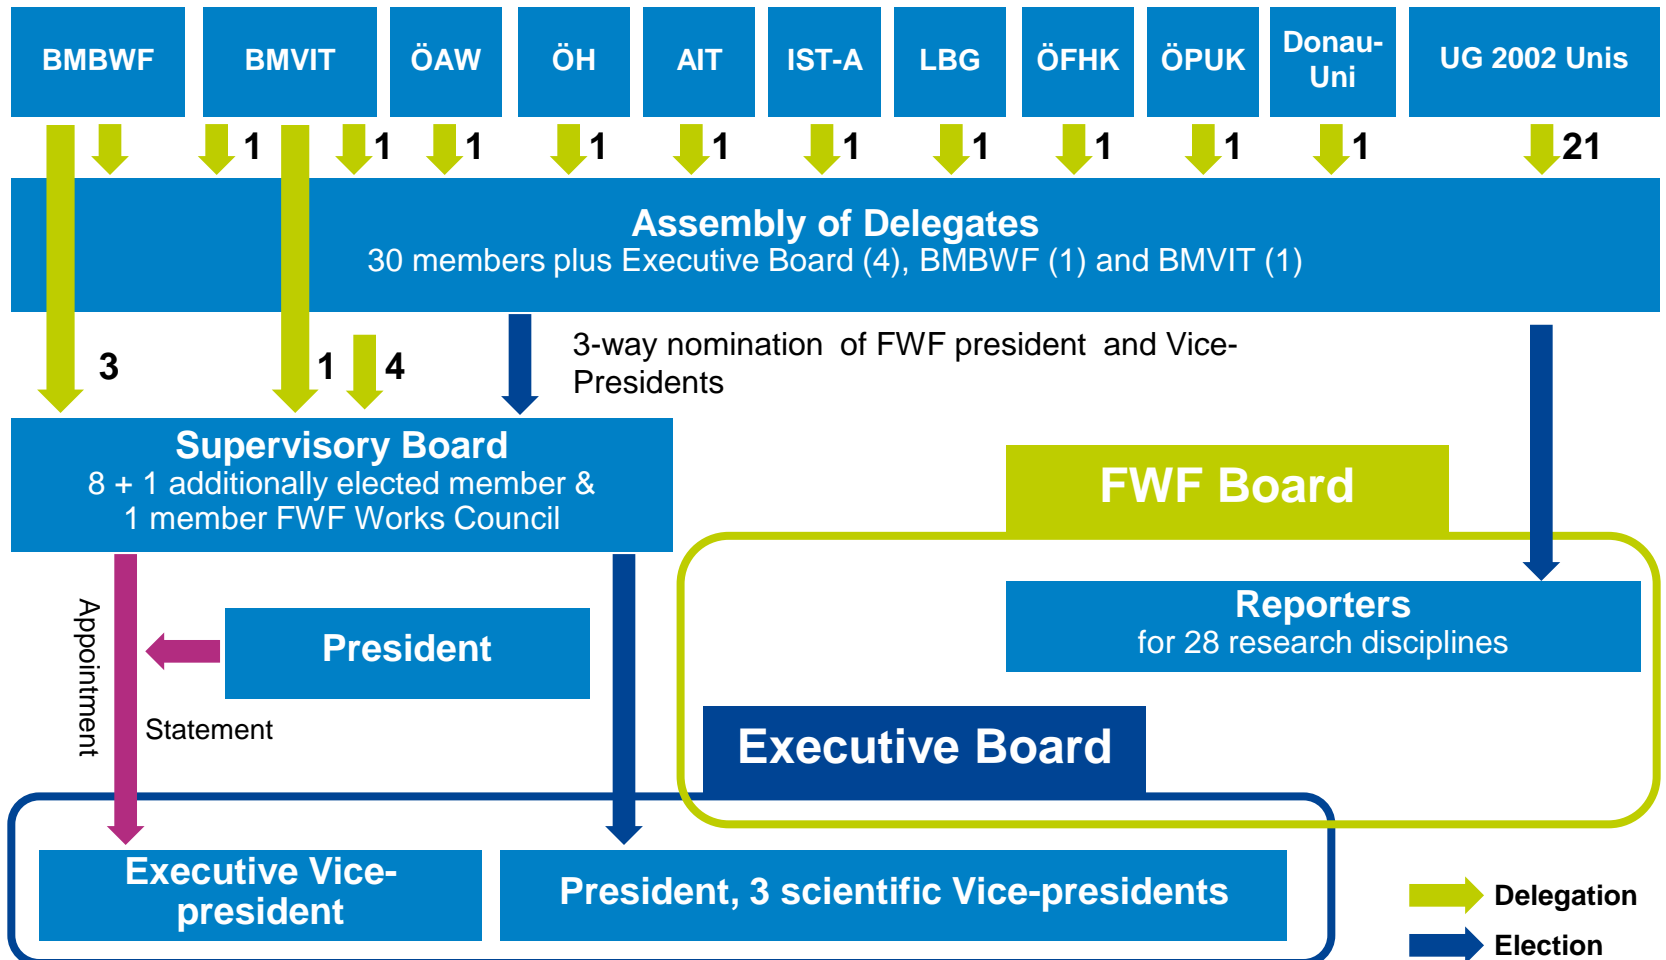 BMBWF
BMVIT
ÖAW
ÖH
AIT
IST-A
LBG
ÖFHK
ÖPUK
Donau-
Uni
UG 2002 Unis
1
1
1
1
1
1
1
1
1
1
21
Assembly of Delegates
30 members plus Executive Board (4), BMBWF (1) and BMVIT (1)
3
1
4
3-way nomination of FWF president and Vice-
Presidents
Supervisory Board
8 + 1 additionally elected member &
1 member FWF Works Council
FWF Board
Reporters
for 28 research disciplines
Appointment
President
Statement
Executive Board
Executive Vice-
president
President, 3 scientific Vice-presidents
Delegation
Election